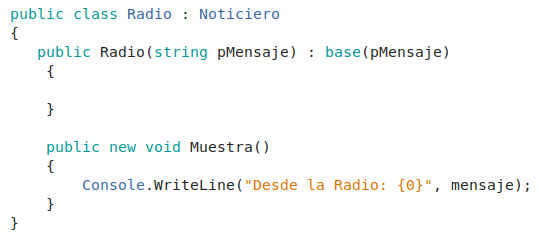 public class Radio : Noticiero
{
public Radio(string pMensaje) : base(pMensaje)
{
}
public new void Muestra()
{
Console.WriteLine("Desde la Radio: {0}", mensaje);
}
}